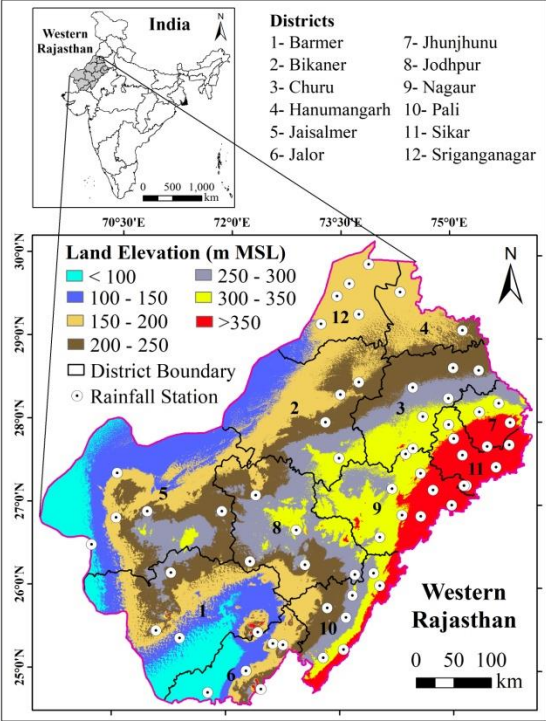 India
Western
Rajasthan
N
0 500 1,000
km
Districts
1- Barmer
2- Bikaner
3- Churu
4- Hanumangarh
5- Jaisalmer
6- Jalor
7- Jhunjhunu
8- Jodhpur
9- Nagaur
10- Pali
11- Sikar
12- Sriganganagar
70°30'E 72°0'E 73°30'E 75°0'E
30°0'N
29°0'N
28°0'N
27°0'N
26°0'N
25°0'N
Land Elevation (m MSL)
< 100
100 - 150
150 - 200
200 - 250
250 - 300
300 - 350
>350
District Boundary
Rainfall Station
N
12
4
2
3
7
11
5
8
9
1
10
6
Western
Rajasthan
0 50 100
km